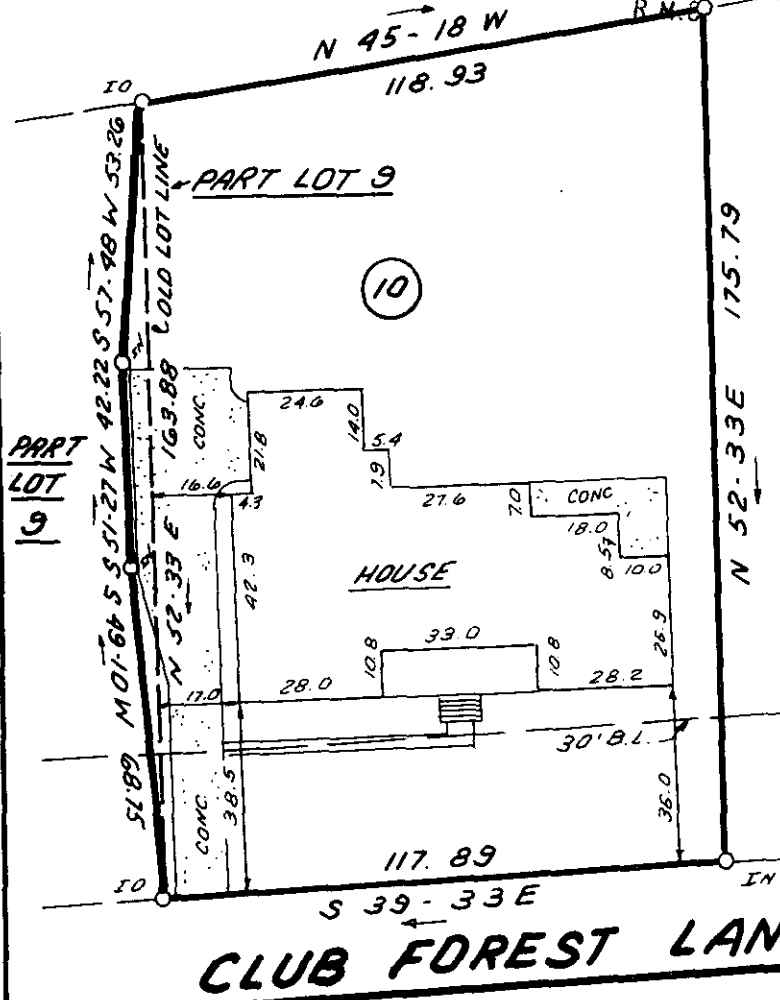 N 45-18 W
118.93
R.M.
IO
S 57-48 W 53.26
OLD LOT LINE
PART LOT 9
10
N 52-33 E 175.79
S 51-27 W 42.22
163.88
N 52-33 E
PART
LOT
9
CONC.
24.6
14.0
5.4
7.9
21.8
16.6
4.3
27.6
7.0
CONC
18.0
8.5
10.0
42.3
HOUSE
33.0
10.8
10.8
26.9
28.0
28.2
17.0
S 49-01 W 68.75
30' B.L.
38.5
36.0
CONC.
117.89
IO
IN
S 39-33 E
CLUB FOREST LAN